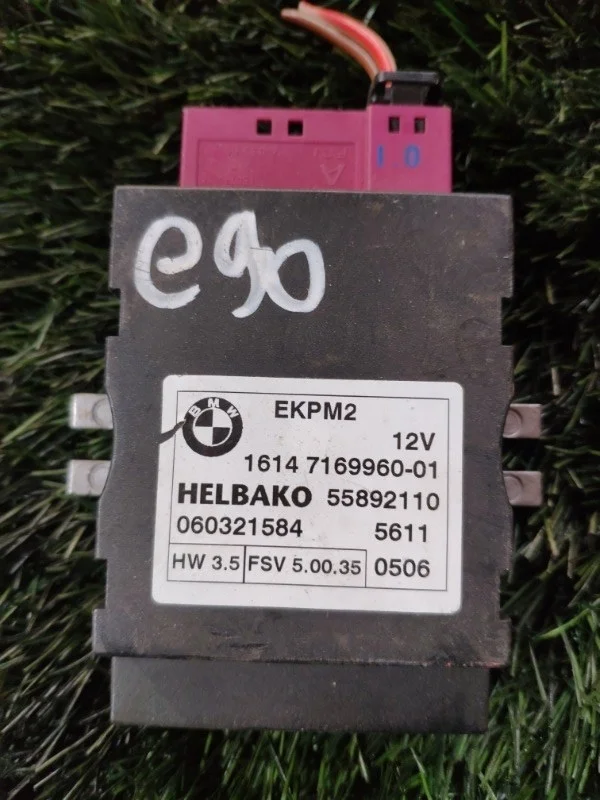 I O
e90
BMW
EKPM2
12V
1614 7169960-01
HELBAKO 55892110
060321584 5611
HW 3.5 FSV 5.00.35 0506